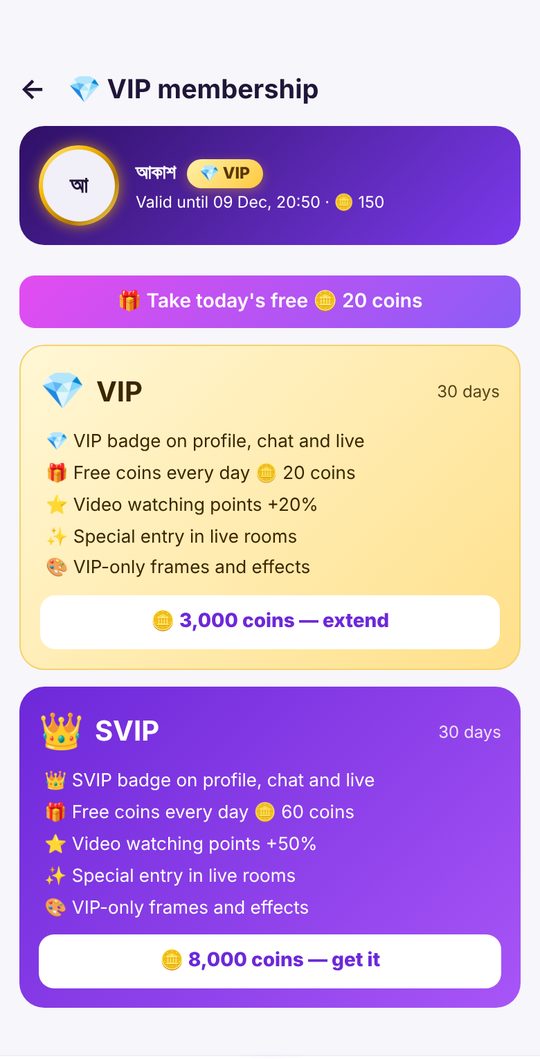 ← 💎 VIP membership
আ
আকাশ 💎 VIP
Valid until 09 Dec, 20:50 · 🪙 150
🎁 Take today's free 🪙 20 coins
💎 VIP 30 days
💎 VIP badge on profile, chat and live
🎁 Free coins every day 🪙 20 coins
⭐ Video watching points +20%
✨ Special entry in live rooms
🎨 VIP-only frames and effects
🪙 3,000 coins — extend
👑 SVIP 30 days
👑 SVIP badge on profile, chat and live
🎁 Free coins every day 🪙 60 coins
⭐ Video watching points +50%
✨ Special entry in live rooms
🎨 VIP-only frames and effects
🪙 8,000 coins — get it